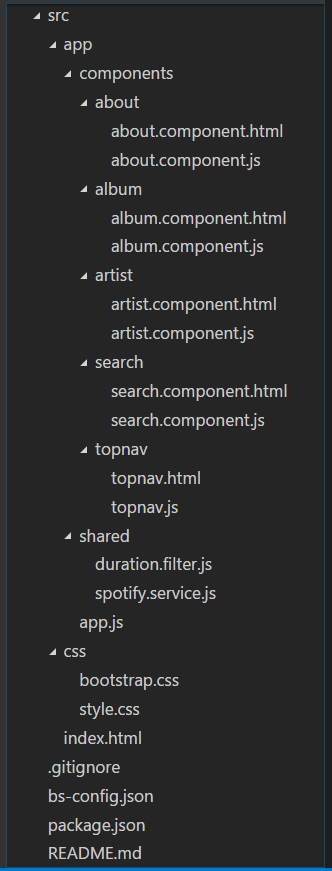 src
app
components
about
about.component.html
about.component.js
album
album.component.html
album.component.js
artist
artist.component.html
artist.component.js
search
search.component.html
search.component.js
topnav
topnav.html
topnav.js
shared
duration.filter.js
spotify.service.js
app.js
css
bootstrap.css
style.css
index.html
.gitignore
bs-config.json
package.json
README.md